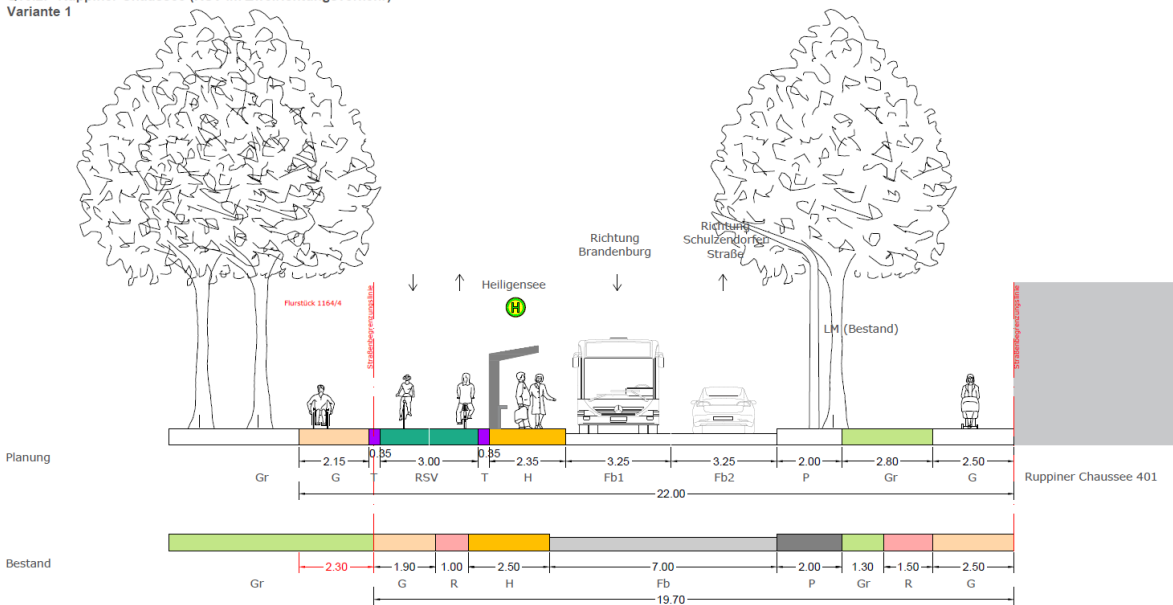 Variante 1
Richtung
Brandenburg
Richtung
Schulzendorfer
Straße
Heiligensee
H
Flurstück 1164/4
Straßenbegrenzungslinie
Straßenbegrenzungslinie
LM (Bestand)
Planung
2.15 0.35 3.00 0.35 2.35 3.25 3.25 2.00 2.80 2.50
Gr G T RSV T H Fb1 Fb2 P Gr G Ruppiner Chaussee 401
22.00
Bestand
2.30 1.90 1.00 2.50 7.00 2.00 1.30 1.50 2.50
Gr G R H Fb P Gr R G
19.70